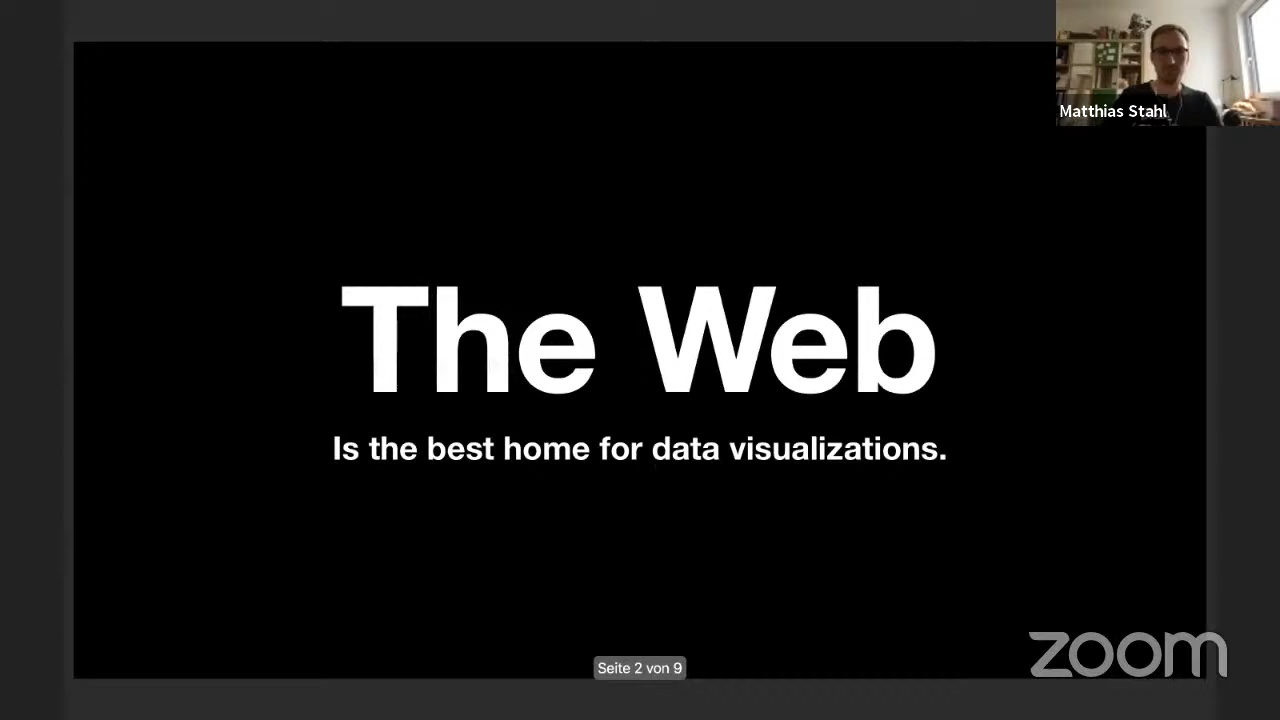 Matthias Stahl
The Web
Is the best home for data visualizations.
Seite 2 von 9
zoom